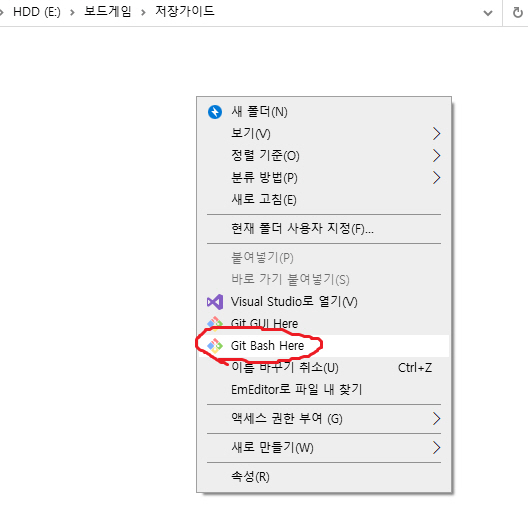 HDD (E:) > 보드게임 > 저장가이드
새 폴더(N)
보기(V)
정렬 기준(O)
분류 방법(P)
새로 고침(E)
현재 폴더 사용자 지정(F)...
붙여넣기(P)
바로 가기 붙여넣기(S)
Visual Studio로 열기(V)
Git GUI Here
Git Bash Here
이름 바꾸기 취소(U) Ctrl+Z
EmEditor로 파일 내 찾기
액세스 권한 부여 (G)
새로 만들기(W)
속성(R)